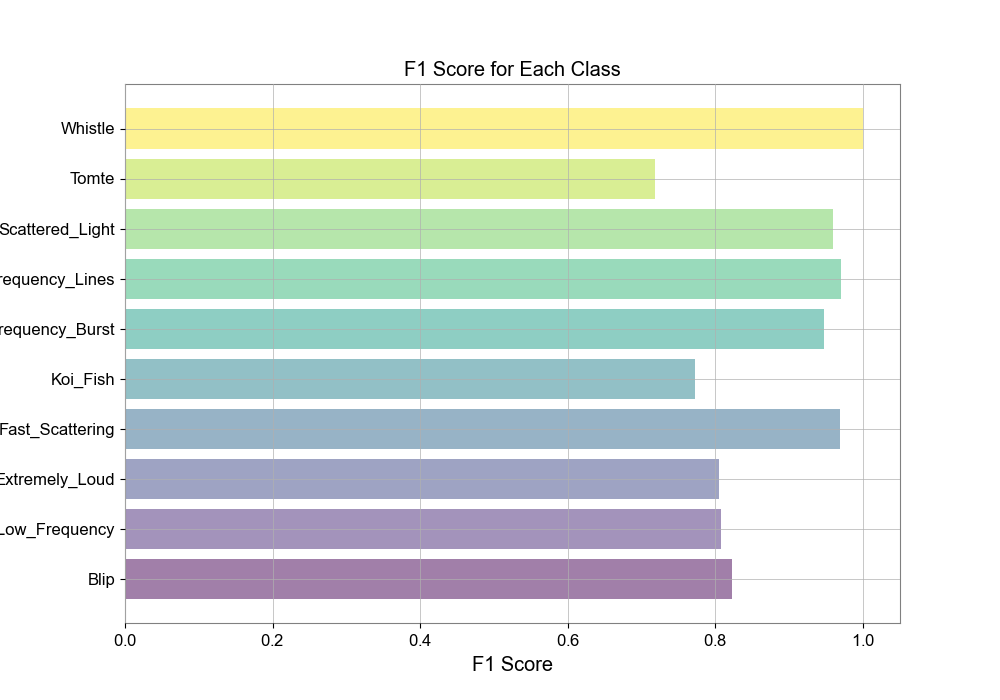 F1 Score for Each Class
Whistle
Tomte
Scattered_Light
requency_Lines
requency_Burst
Koi_Fish
Fast_Scattering
Extremely_Loud
Low_Frequency
Blip
0.0 0.2 0.4 0.6 0.8 1.0
F1 Score